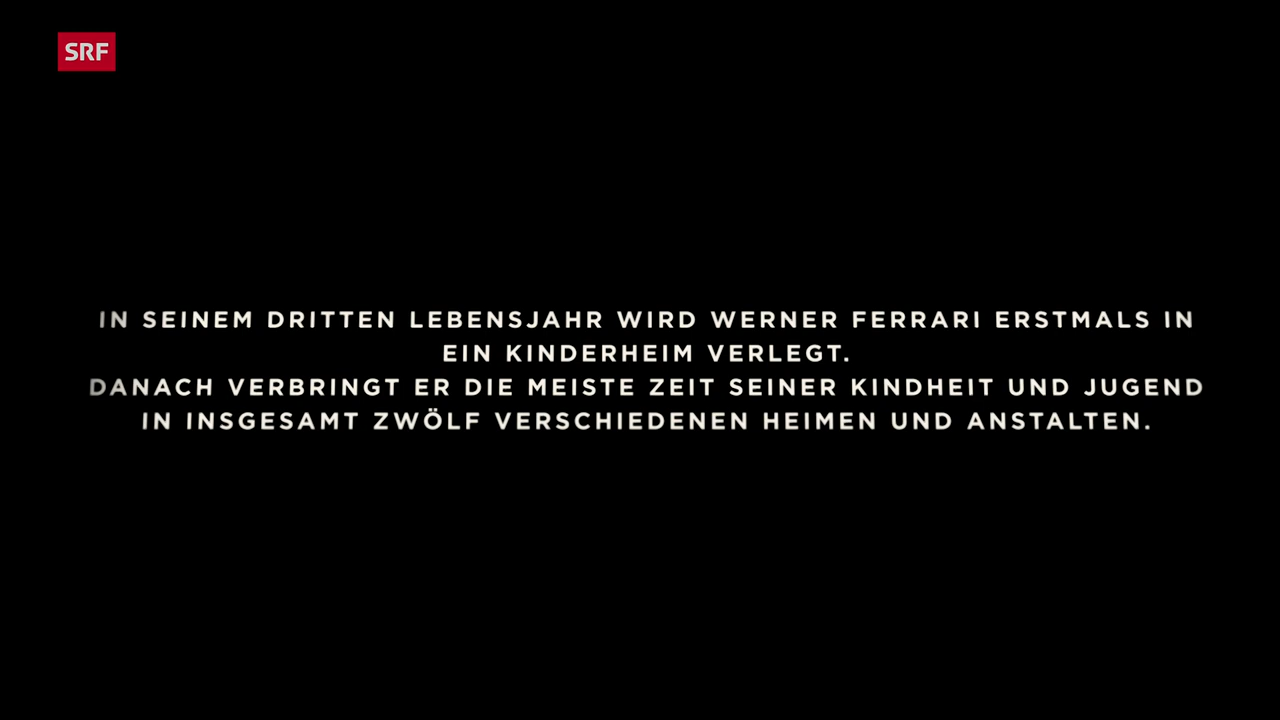 SRF
IN SEINEM DRITTEN LEBENSJAHR WIRD WERNER FERRARI ERSTMALS IN
EIN KINDERHEIM VERLEGT.
DANACH VERBRINGT ER DIE MEISTE ZEIT SEINER KINDHEIT UND JUGEND
IN INSGESAMT ZWÖLF VERSCHIEDENEN HEIMEN UND ANSTALTEN.